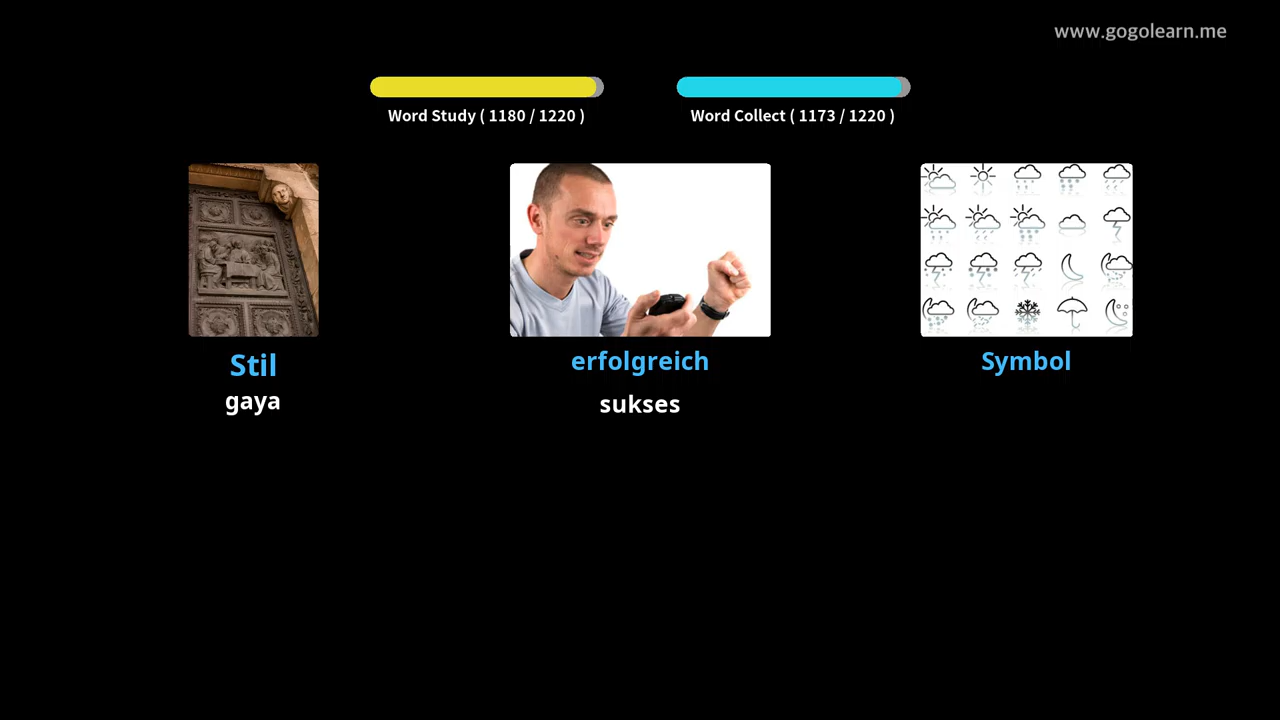 www.gogolearn.me
Word Study ( 1180 / 1220 )
Word Collect ( 1173 / 1220 )
Stil
erfolgreich
Symbol
gaya
sukses